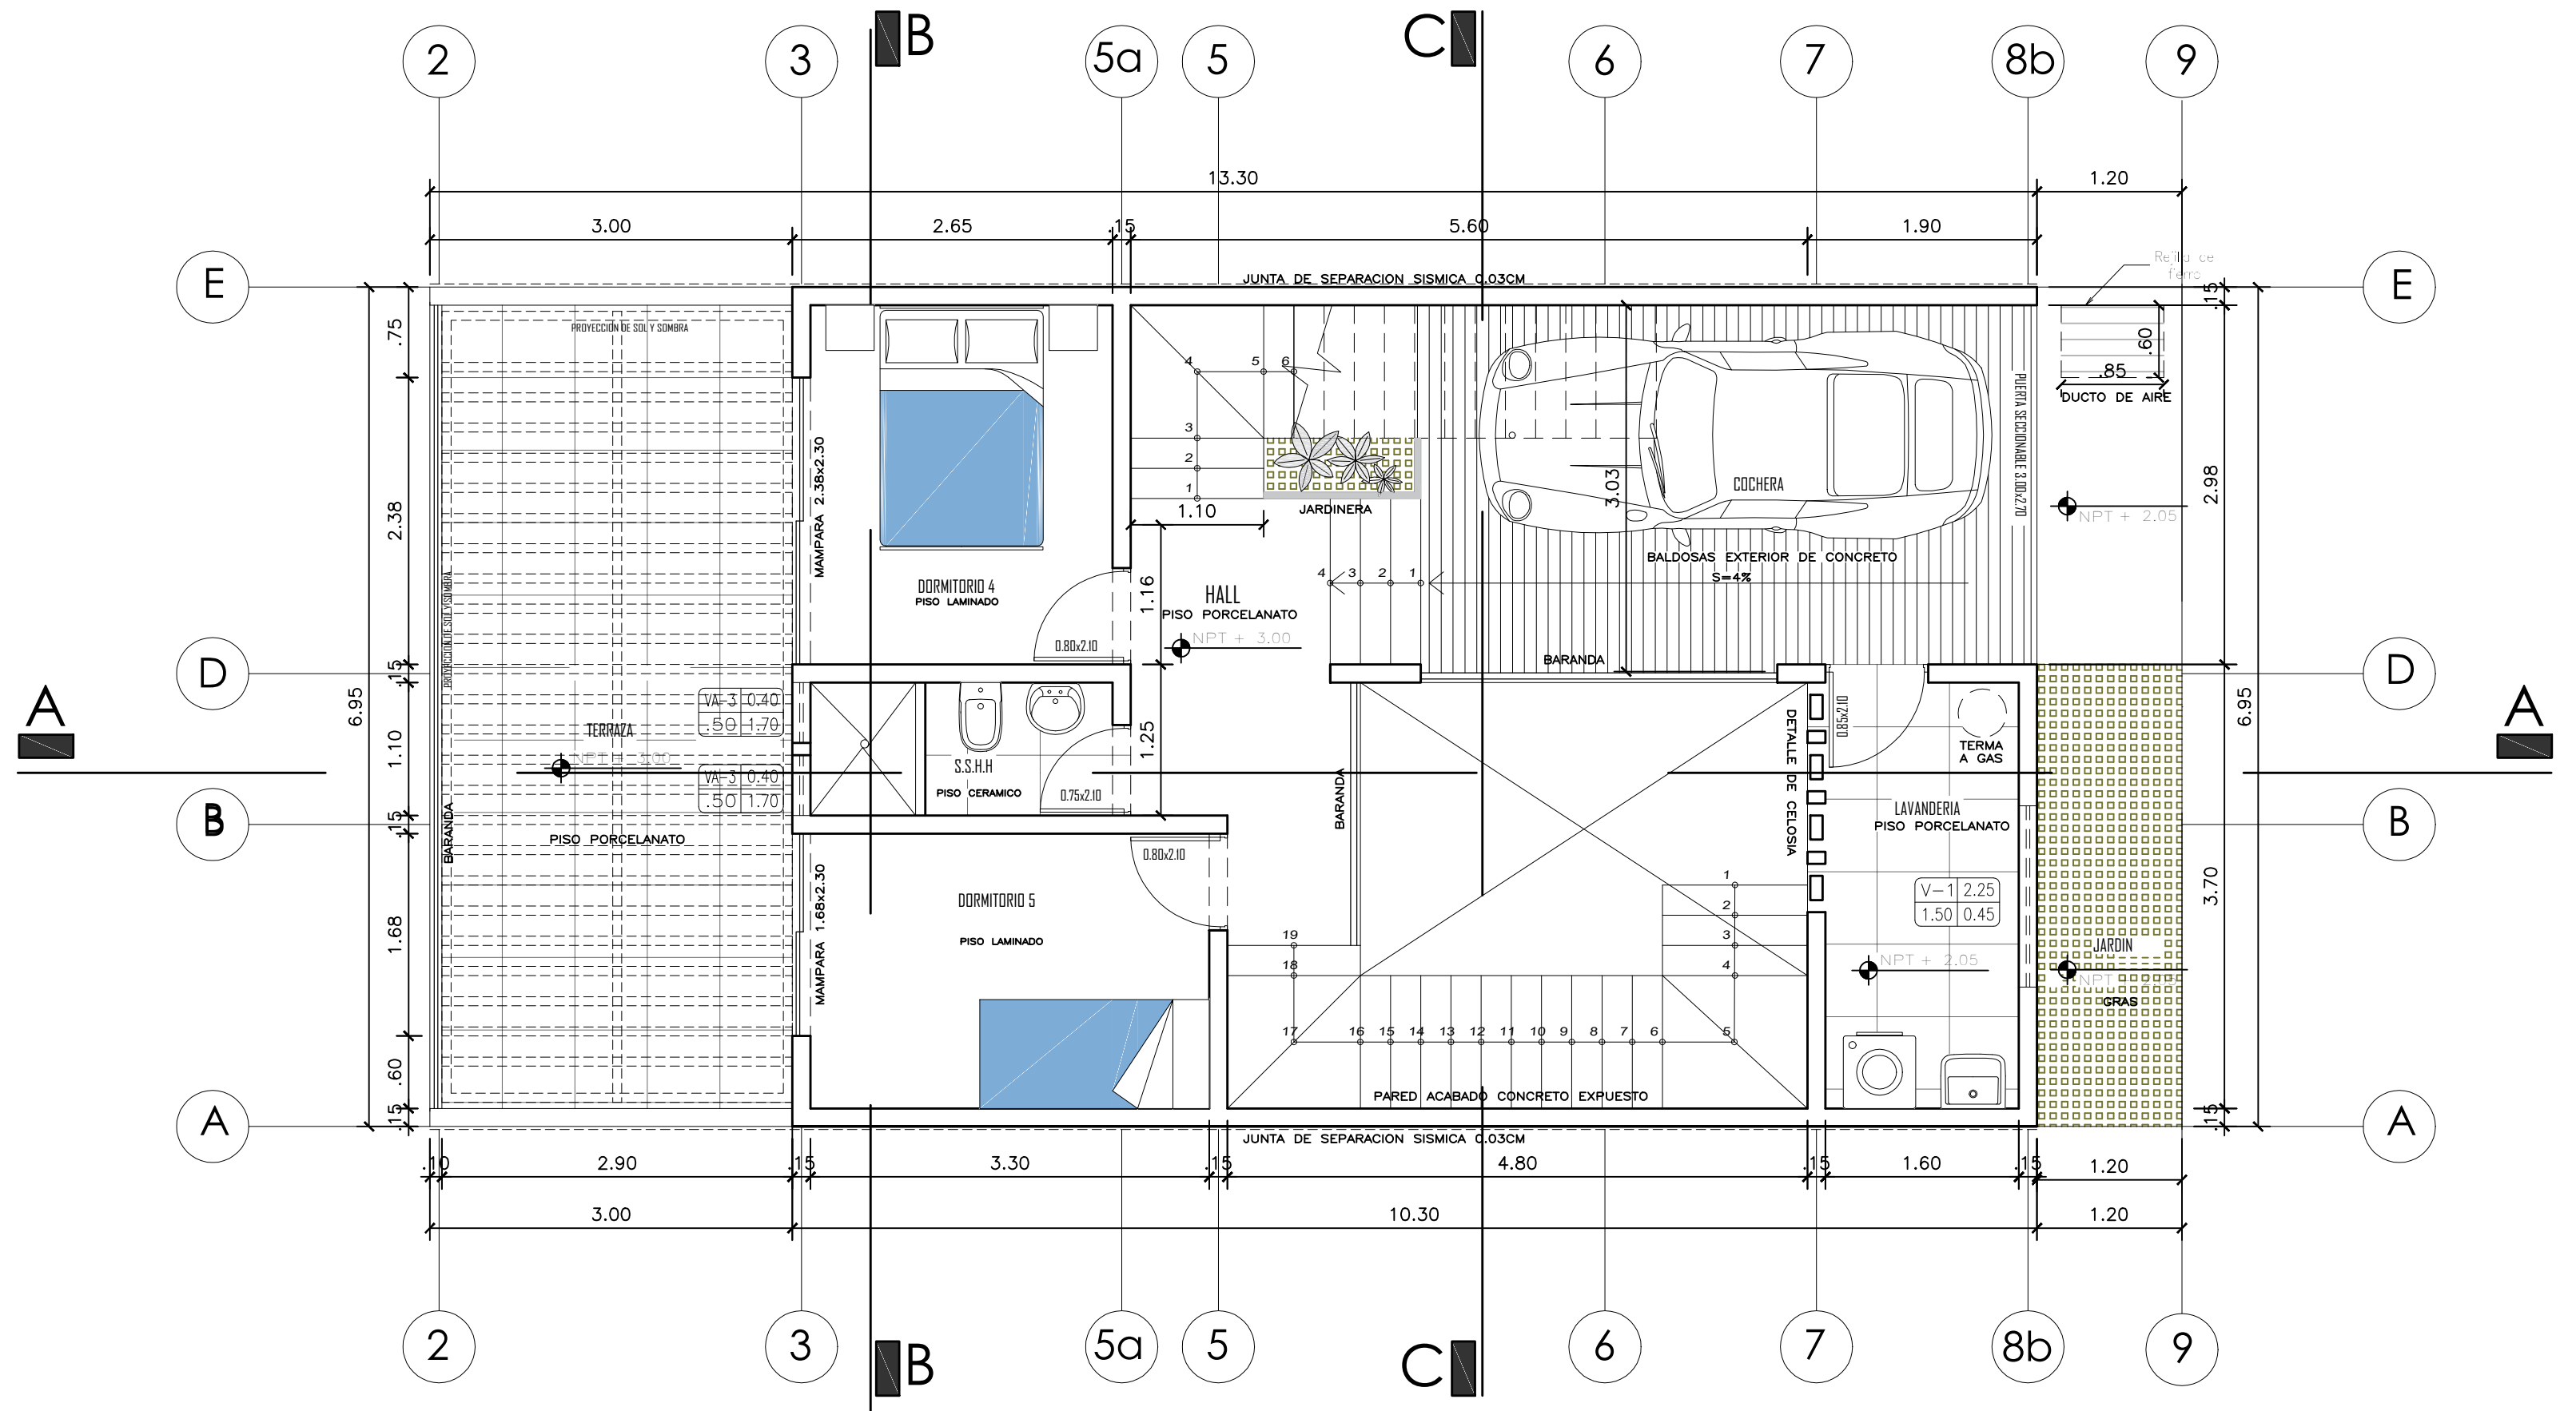 B
C
2
3
5a
5
6
7
8b
9
13.30
1.20
3.00
2.65
.15
5.60
1.90
E
E
JUNTA DE SEPARACION SISMICA 0.03CM
fierro
.15
PROYECCIÓN DE SOL Y SOMBRA
.75
.60
.85
DUCTO DE AIRE
4
5
6
3
2
1
1.10
JARDINERA
MAMPARA 2.38x2.30
2.38
3.03
COCHERA
PUERTA SECCIONABLE 3.00x2.70
2.98
NPT + 2.05
BALDOSAS EXTERIOR DE CONCRETO
S=4%
4
3
2
1
DORMITORIO 4
PISO LAMINADO
1.16
HALL
PISO PORCELANATO
NPT + 3.00
0.80x2.10
BARANDA
PROYECCION DE SOL Y SOMBRA
D
D
.15
6.95
6.95
A
A
VA-3 0.40
.50 1.70
TERRAZA
NPT + 3.00
VA-3 0.40
.50 1.70
1.10
1.25
S.S.H.H
PISO CERAMICO
0.75x2.10
BARANDA
DETALLE DE CELOSIA
0.85x2.10
TERMA
A GAS
LAVANDERIA
PISO PORCELANATO
B
B
.15
BARANDA
PISO PORCELANATO
0.80x2.10
MAMPARA 1.68x2.30
1.68
DORMITORIO 5
PISO LAMINADO
V-1 2.25
1.50 0.45
3.70
1
2
3
4
19
18
17
16
15
14
13
12
11
10
9
8
7
6
5
NPT + 2.05
JARDIN
GRAS
.60
PARED ACABADO CONCRETO EXPUESTO
A
A
.15
.15
JUNTA DE SEPARACION SISMICA 0.03CM
.10
2.90
.15
3.30
.15
4.80
.15
1.60
.15
1.20
3.00
10.30
1.20
2
3
5a
5
6
7
8b
9
B
C